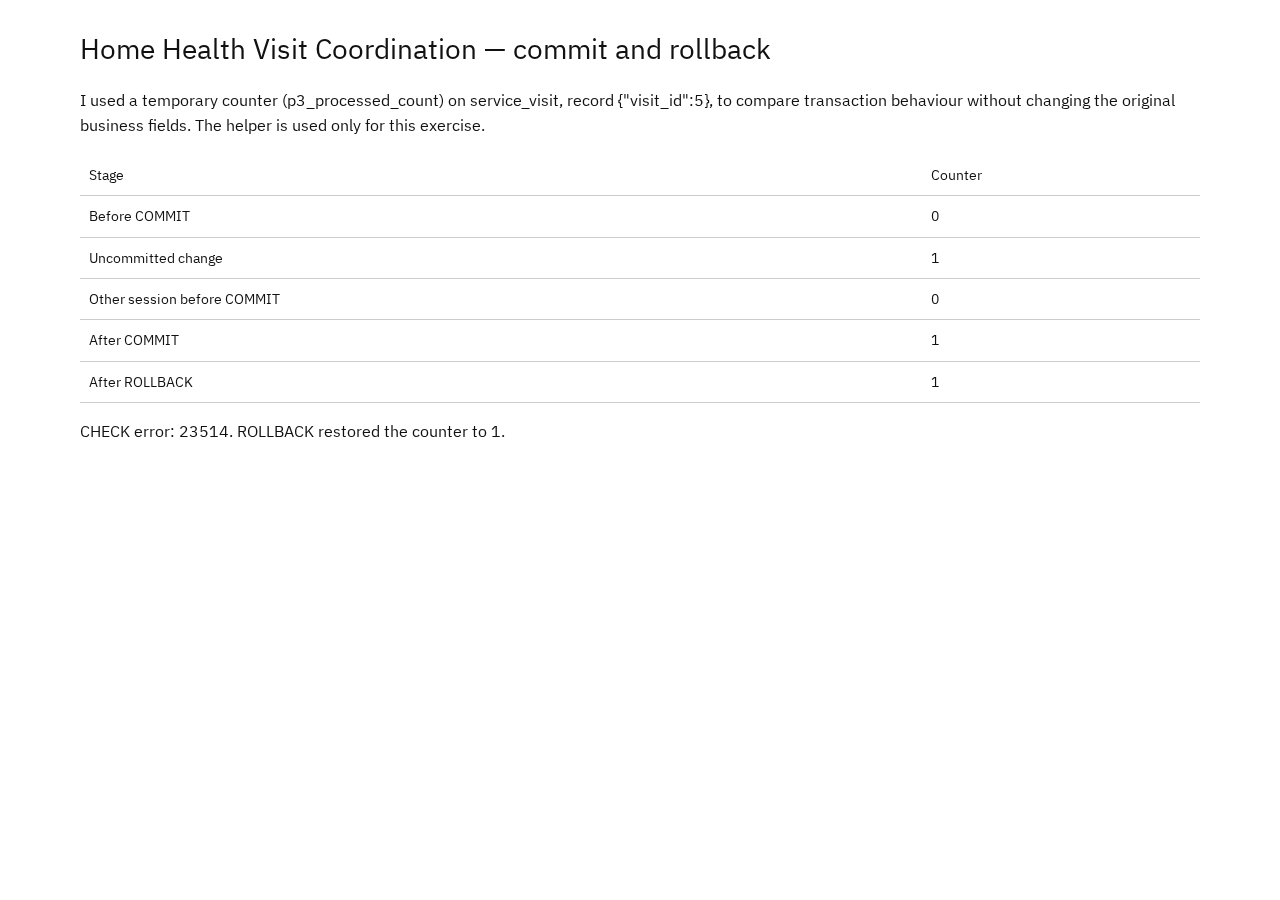 Home Health Visit Coordination — commit and rollback
I used a temporary counter (p3_processed_count) on service_visit, record {"visit_id":5}, to compare transaction behaviour without changing the original
business fields. The helper is used only for this exercise.
Stage Counter
Before COMMIT 0
Uncommitted change 1
Other session before COMMIT 0
After COMMIT 1
After ROLLBACK 1
CHECK error: 23514. ROLLBACK restored the counter to 1.